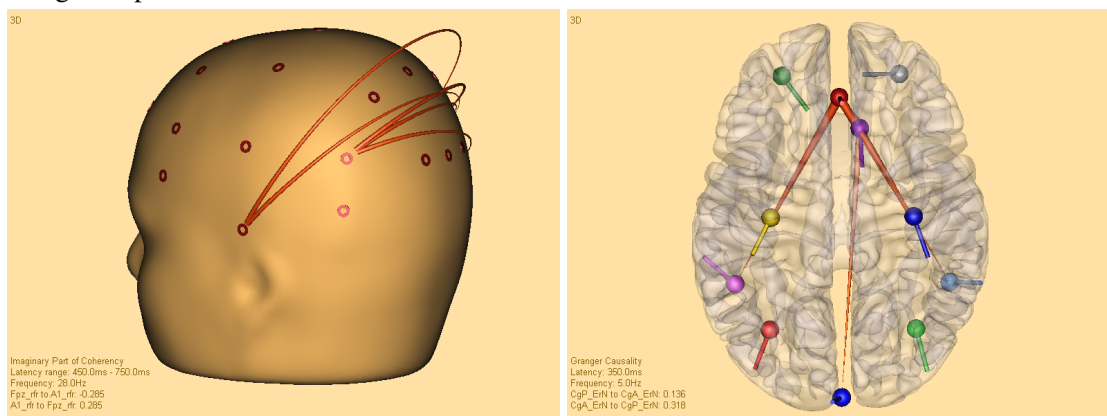 3D
Imaginary Part of Coherency
Latency range: 450.0ms - 750.0ms
Frequency: 28.0Hz
Fpz_rfr to A1_rfr: -0.285
A1_rfr to Fpz_rfr: 0.285
3D
Granger Causality
Latency: 350.0ms
Frequency: 5.0Hz
CgP_ErN to CgA_ErN: 0.136
CgA_ErN to CgP_ErN: 0.318